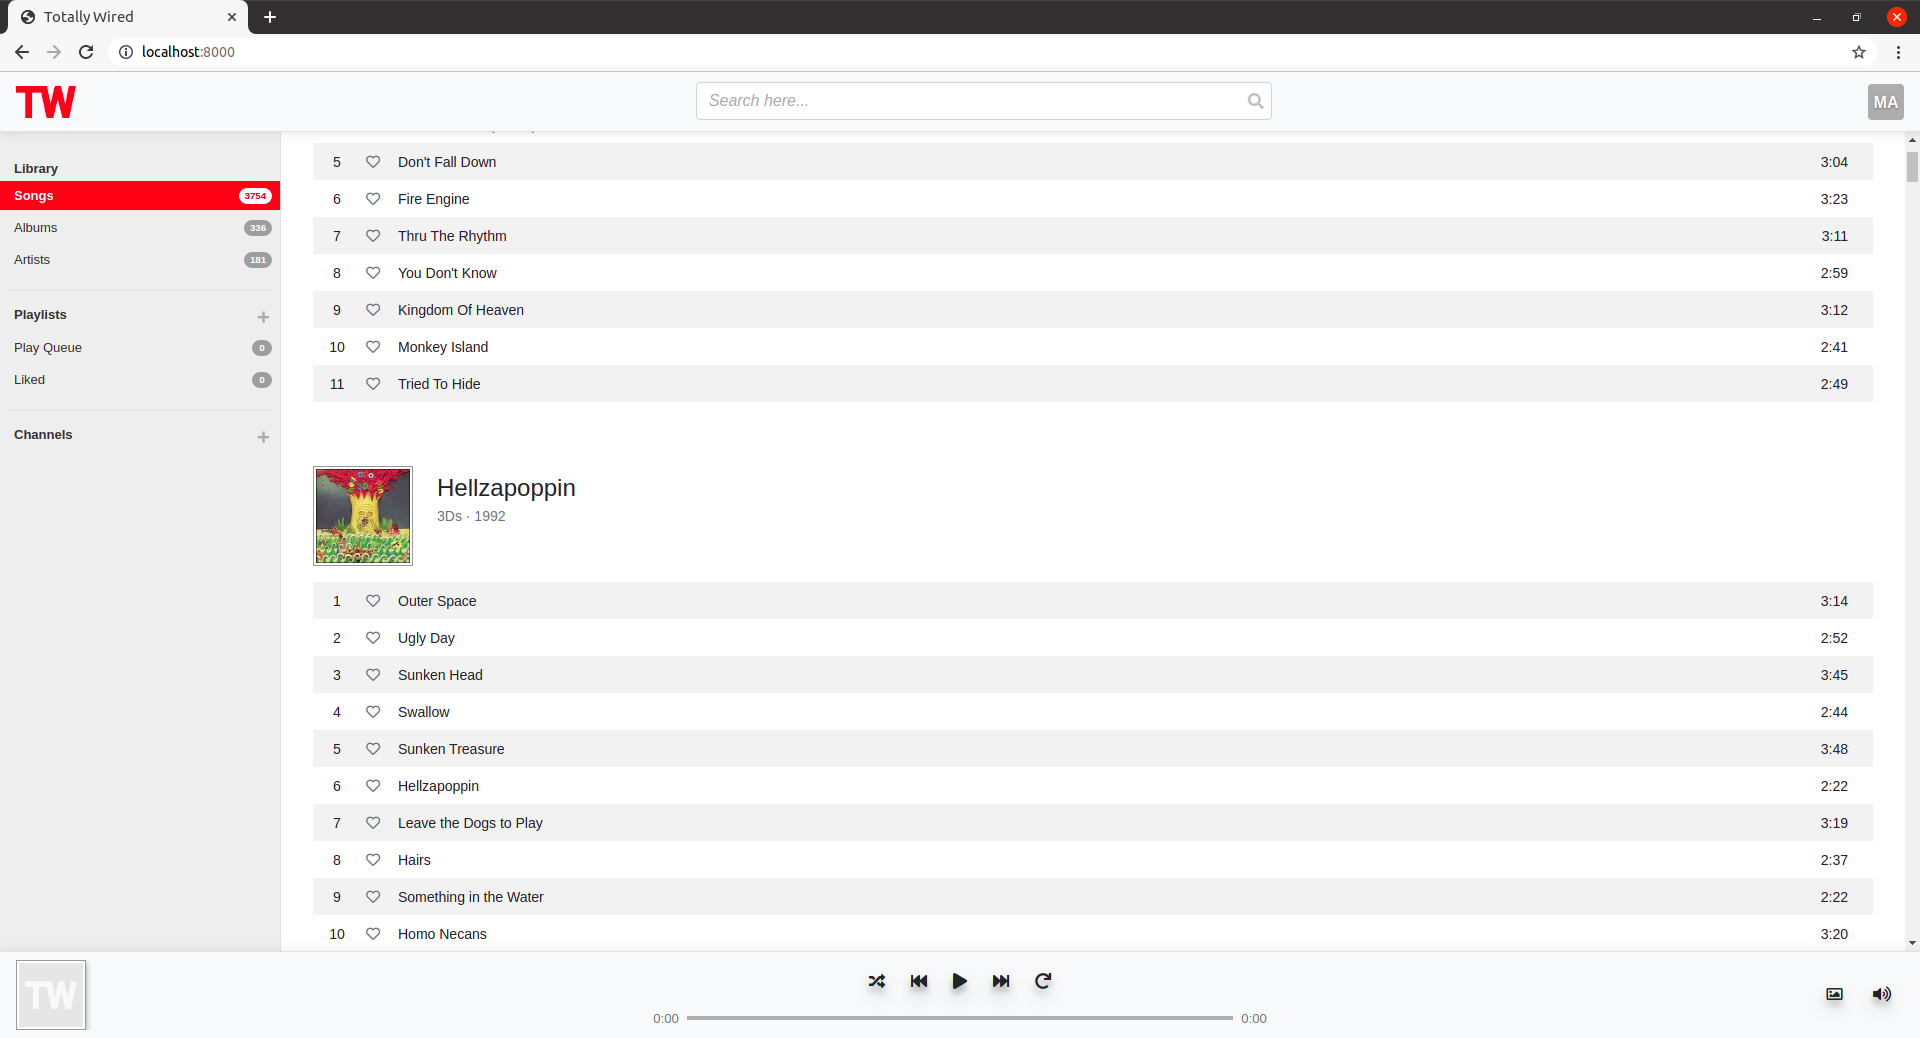 Totally Wired
localhost:8000
TW
Search here...
MA
Library
Songs 3754
Albums 336
Artists 181
Playlists
Play Queue 0
Liked 0
Channels
5 Don't Fall Down 3:04
6 Fire Engine 3:23
7 Thru The Rhythm 3:11
8 You Don't Know 2:59
9 Kingdom Of Heaven 3:12
10 Monkey Island 2:41
11 Tried To Hide 2:49
Hellzapoppin
3Ds · 1992
1 Outer Space 3:14
2 Ugly Day 2:52
3 Sunken Head 3:45
4 Swallow 2:44
5 Sunken Treasure 3:48
6 Hellzapoppin 2:22
7 Leave the Dogs to Play 3:19
8 Hairs 2:37
9 Something in the Water 2:22
10 Homo Necans 3:20
TW
0:00 0:00